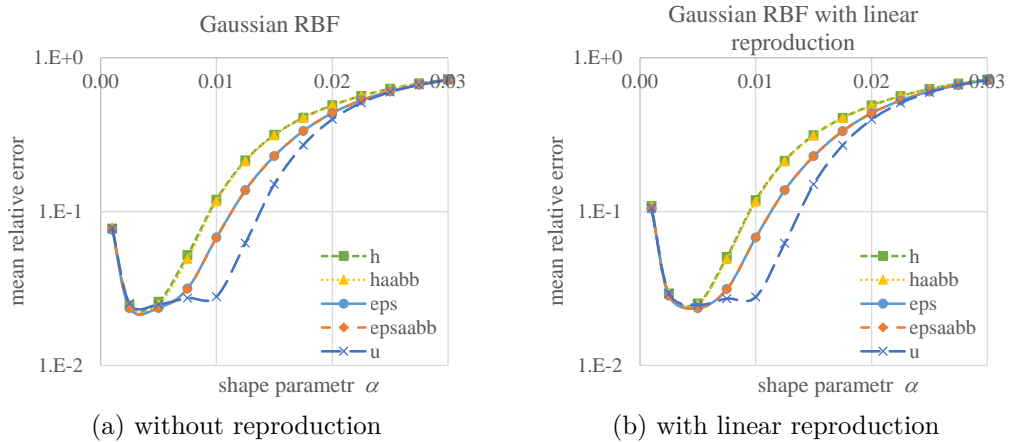 Gaussian RBF
1.E+0
0.00
0.01
0.02
0.03
1.E-1
1.E-2
mean relative error
h
haabb
eps
epsaabb
u
shape parametr α
(a) without reproduction
Gaussian RBF with linear
reproduction
1.E+0
0.00
0.01
0.02
0.03
1.E-1
1.E-2
mean relative error
h
haabb
eps
epsaabb
u
shape parametr α
(b) with linear reproduction